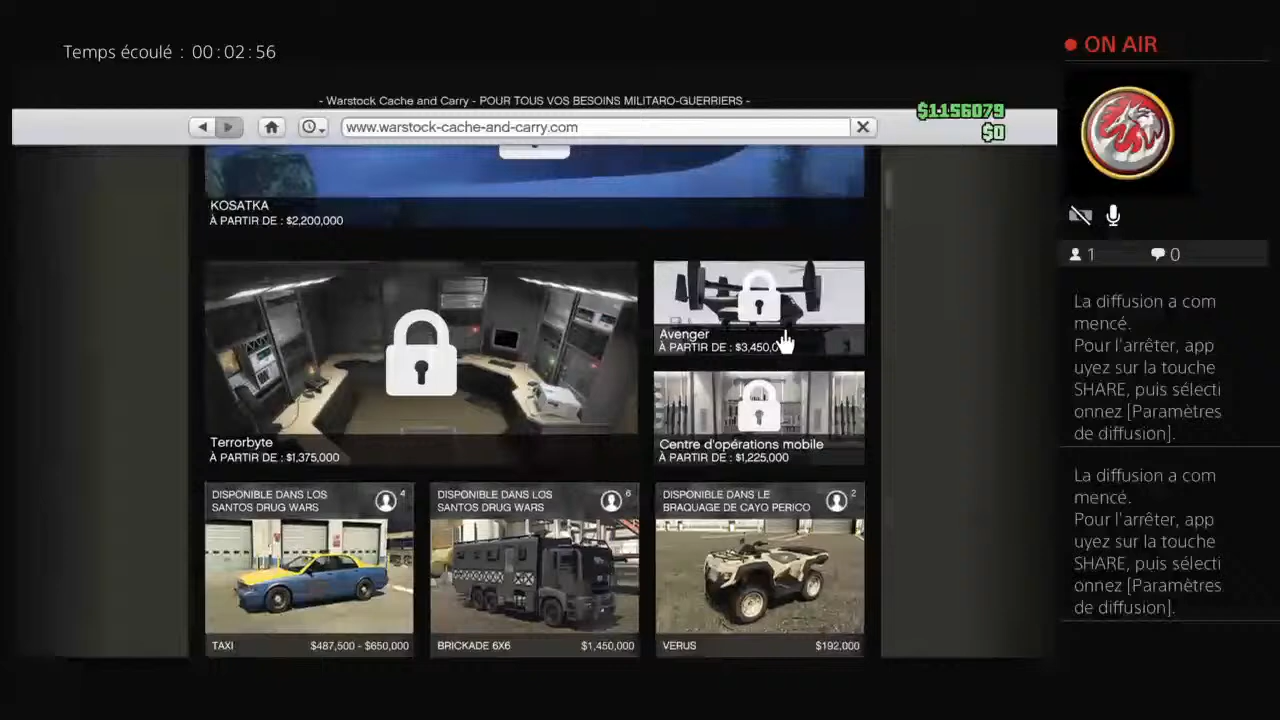 Temps écoulé : 00:02:56
ON AIR
- Warstock Cache and Carry - POUR TOUS VOS BESOINS MILITARO-GUERRIERS -
www.warstock-cache-and-carry.com
$1156079
$0
KOSATKA
À PARTIR DE : $2,200,000
Terrorbyte
À PARTIR DE : $1,375,000
Avenger
À PARTIR DE : $3,450,0
Centre d'opérations mobile
À PARTIR DE : $1,225,000
DISPONIBLE DANS LOS
SANTOS DRUG WARS
4
TAXI $487,500 - $650,000
DISPONIBLE DANS LOS
SANTOS DRUG WARS
6
BRICKADE 6X6 $1,450,000
DISPONIBLE DANS LE
BRAQUAGE DE CAYO PERICO
2
VERUS $192,000
1 0
La diffusion a com
mencé.
Pour l'arrêter, app
uyez sur la touche
SHARE, puis sélecti
onnez [Paramètres
de diffusion].
La diffusion a com
mencé.
Pour l'arrêter, app
uyez sur la touche
SHARE, puis sélecti
onnez [Paramètres
de diffusion].